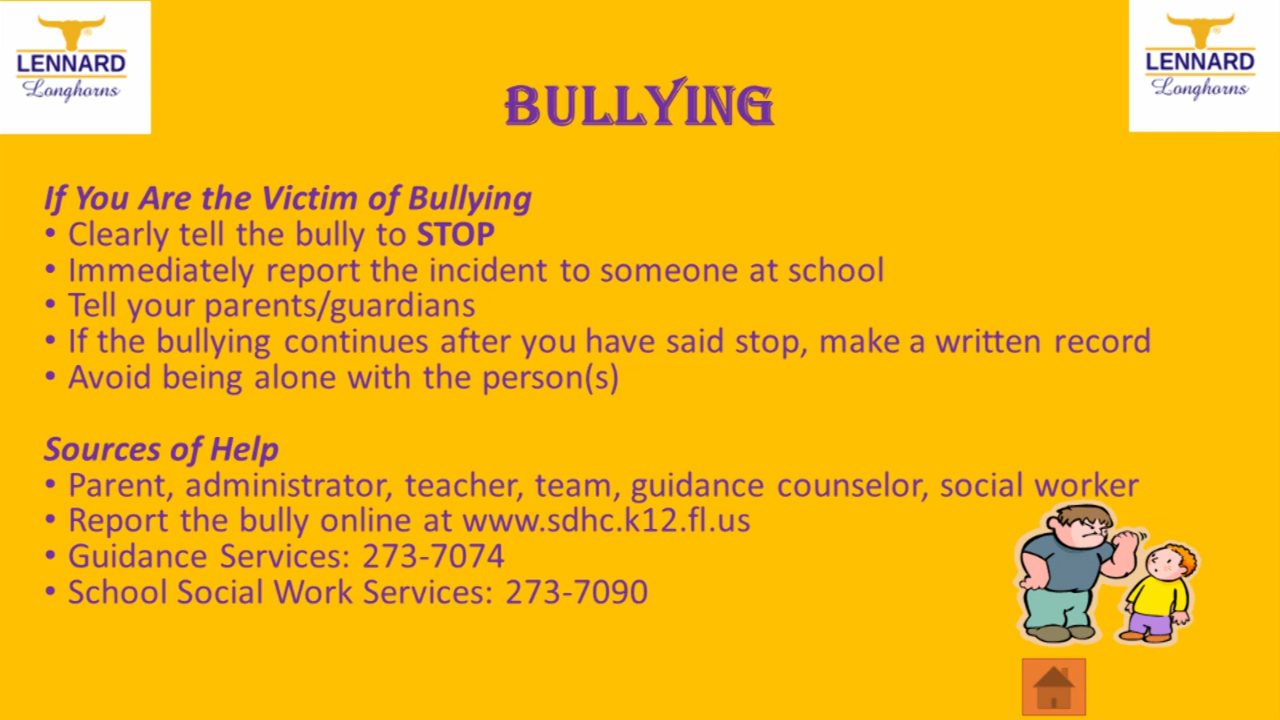 LENNARD
Longhorns
LENNARD
Longhorns
BULLYING
If You Are the Victim of Bullying
• Clearly tell the bully to STOP
• Immediately report the incident to someone at school
• Tell your parents/guardians
• If the bullying continues after you have said stop, make a written record
• Avoid being alone with the person(s)
Sources of Help
• Parent, administrator, teacher, team, guidance counselor, social worker
• Report the bully online at www.sdhc.k12.fl.us
• Guidance Services: 273-7074
• School Social Work Services: 273-7090